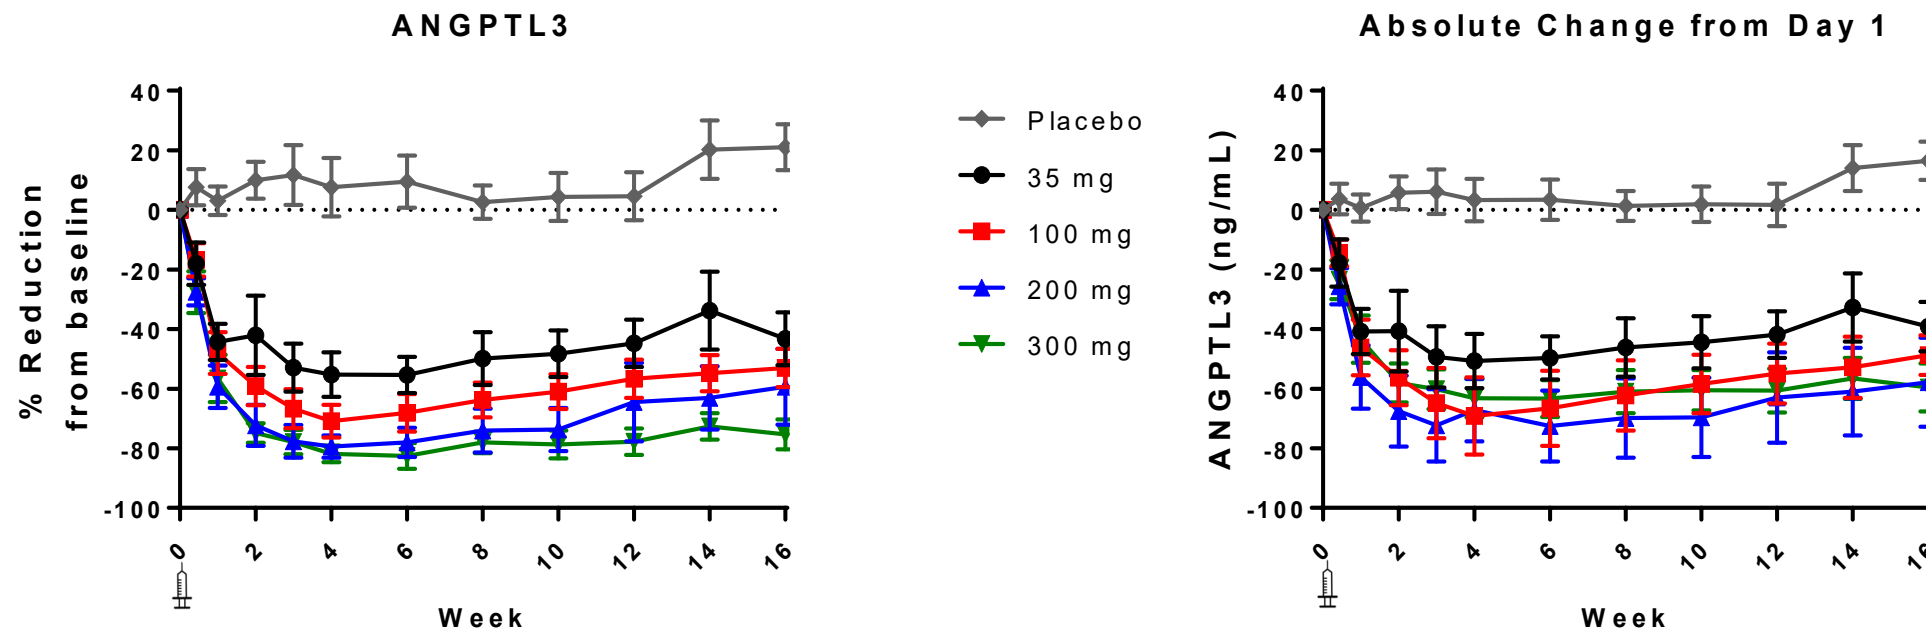 ANGPTL3
% Reduction
from baseline
40
20
0
-20
-40
-60
-80
-100
0 2 4 6 8 10 12 14 16
Week
Placebo
35 mg
100 mg
200 mg
300 mg
Absolute Change from Day 1
ANGPTL3 (ng/mL)
40
20
0
-20
-40
-60
-80
-100
0 2 4 6 8 10 12 14 16
Week